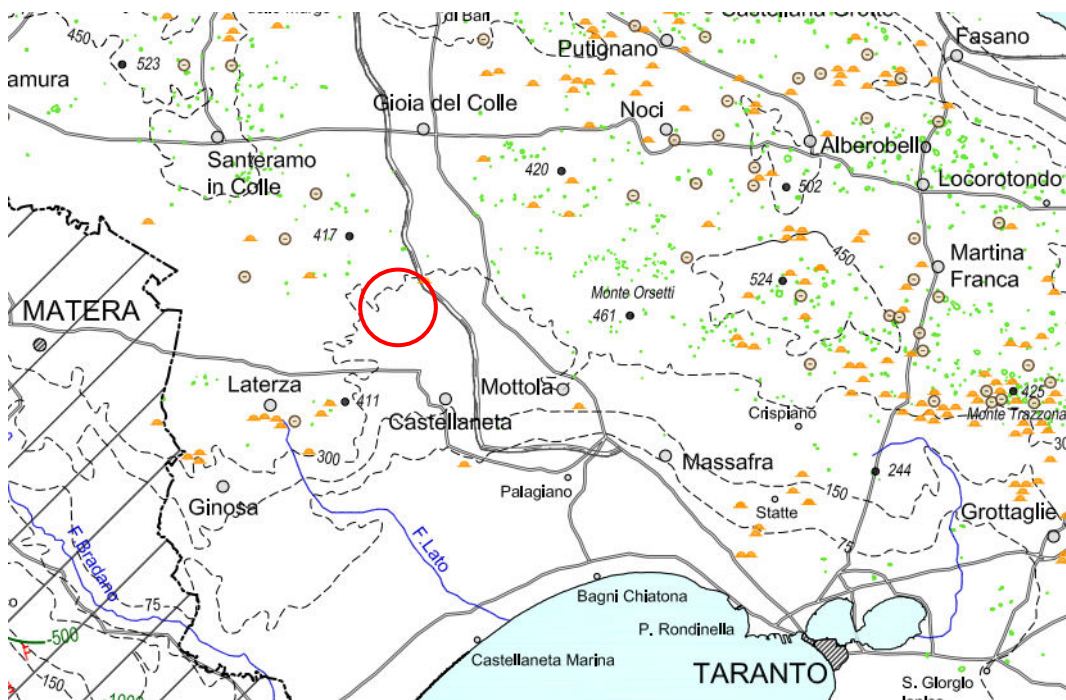 450
di Bari
Castellana Grotte
Fasano
523
Putignano
amura
Gioia del Colle
Noci
Santeramo
in Colle
Alberobello
420
502
Locorotondo
417
450
Martina
Franca
524
Monte Orsetti
461
MATERA
Laterza
411
Mottola
Castellaneta
425
Crispiano
Monte Trazzona
300
300
Massafra
244
Palagiano
150
Ginosa
Statte
Grottaglie
F.Bradano
F.Lato
75
Bagni Chiatona
P. Rondinella
-500
Castellaneta Marina
TARANTO
S. Giorgio
150
-1000